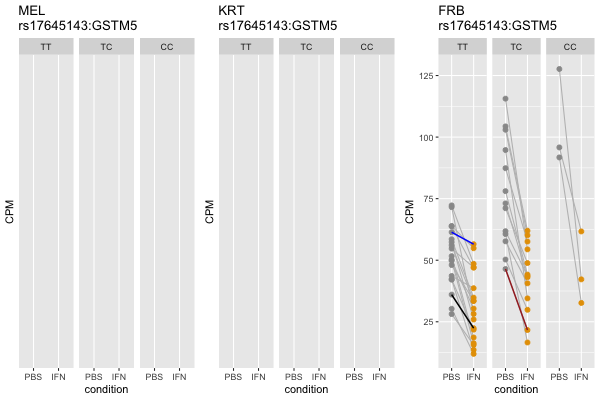 MEL
rs17645143:GSTM5
TT TC CC
CPM
PBS IFN PBS IFN PBS IFN
condition
KRT
rs17645143:GSTM5
TT TC CC
CPM
PBS IFN PBS IFN PBS IFN
condition
FRB
rs17645143:GSTM5
TT TC CC
125
100
75
50
25
CPM
PBS IFN PBS IFN PBS IFN
condition